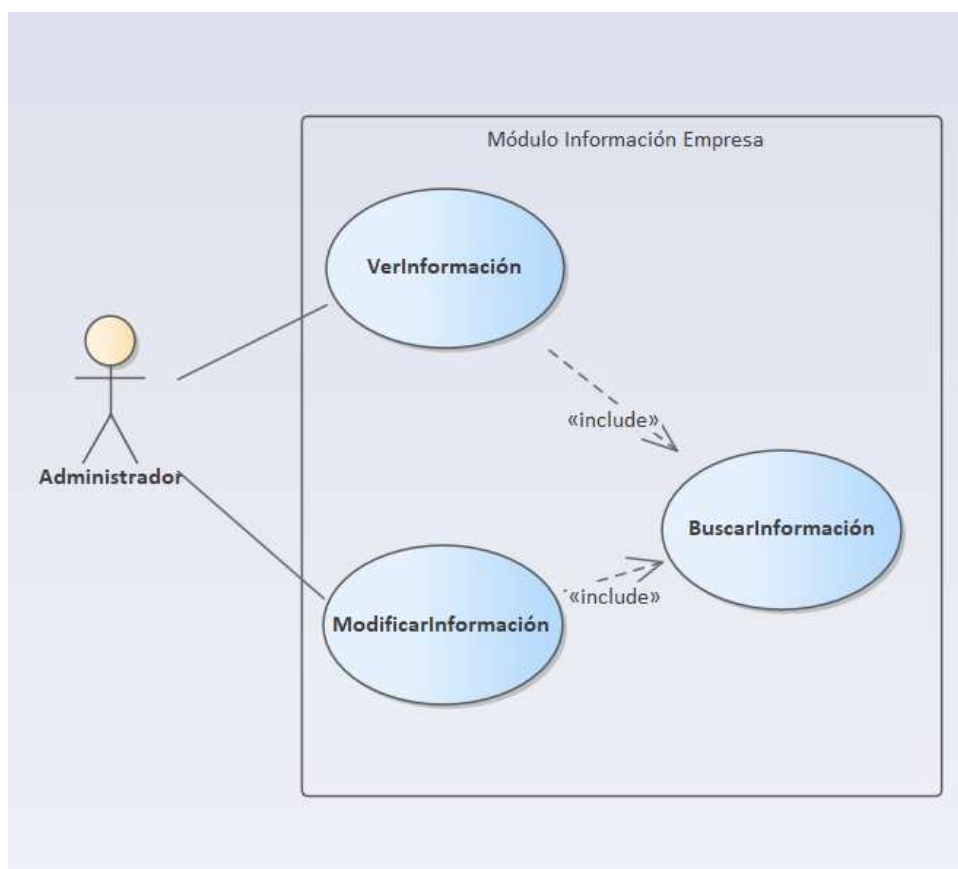 Módulo Información Empresa
VerInformación
«include»
Administrador
BuscarInformación
«include»
ModificarInformación